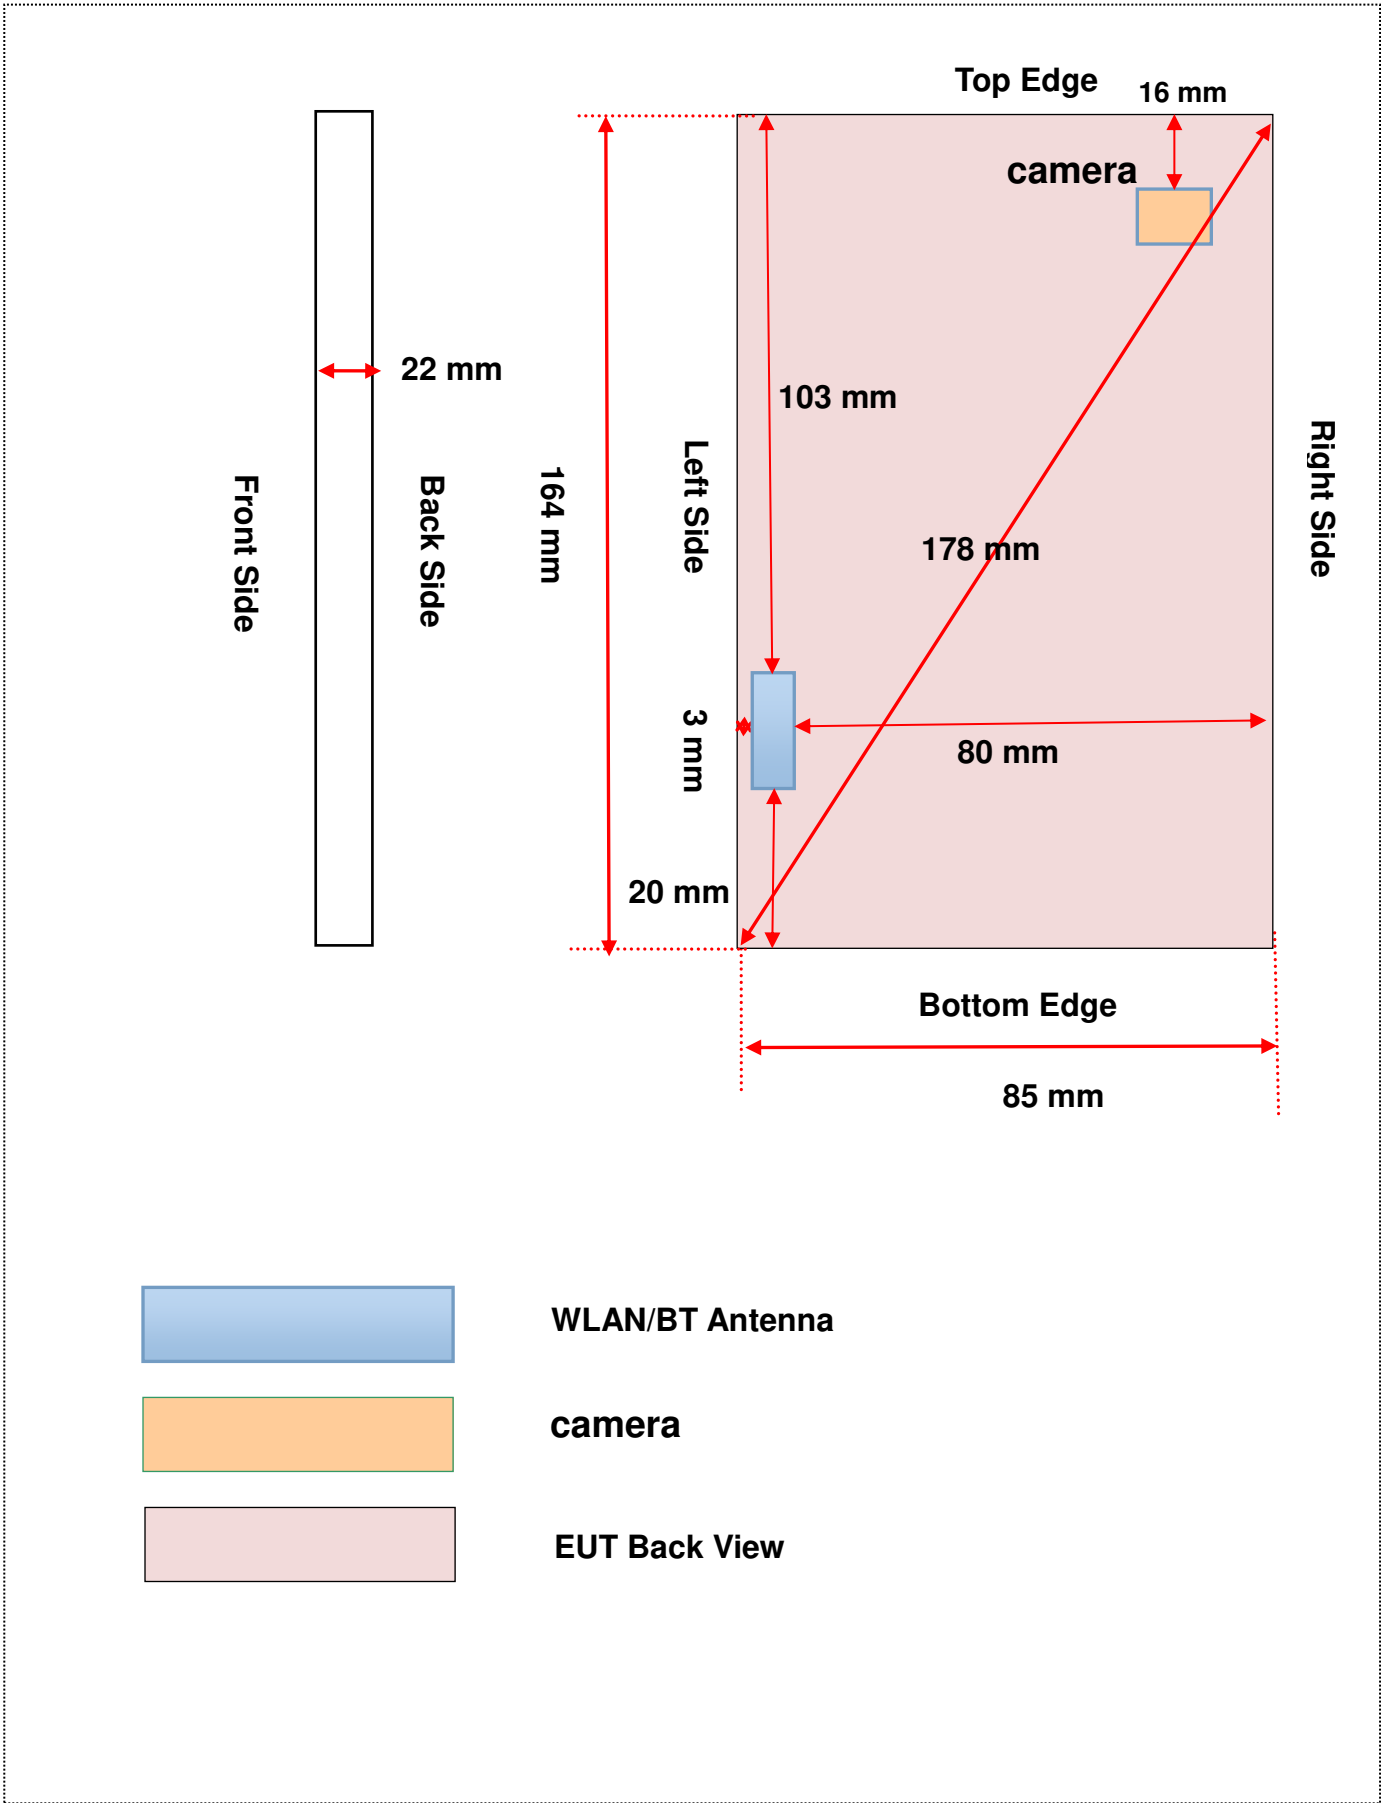 Top Edge
16 mm
camera
22 mm
103 mm
Front Side
Back Side
164 mm
Left Side
Right Side
178 mm
3 mm
80 mm
20 mm
Bottom Edge
85 mm
WLAN/BT Antenna
camera
EUT Back View